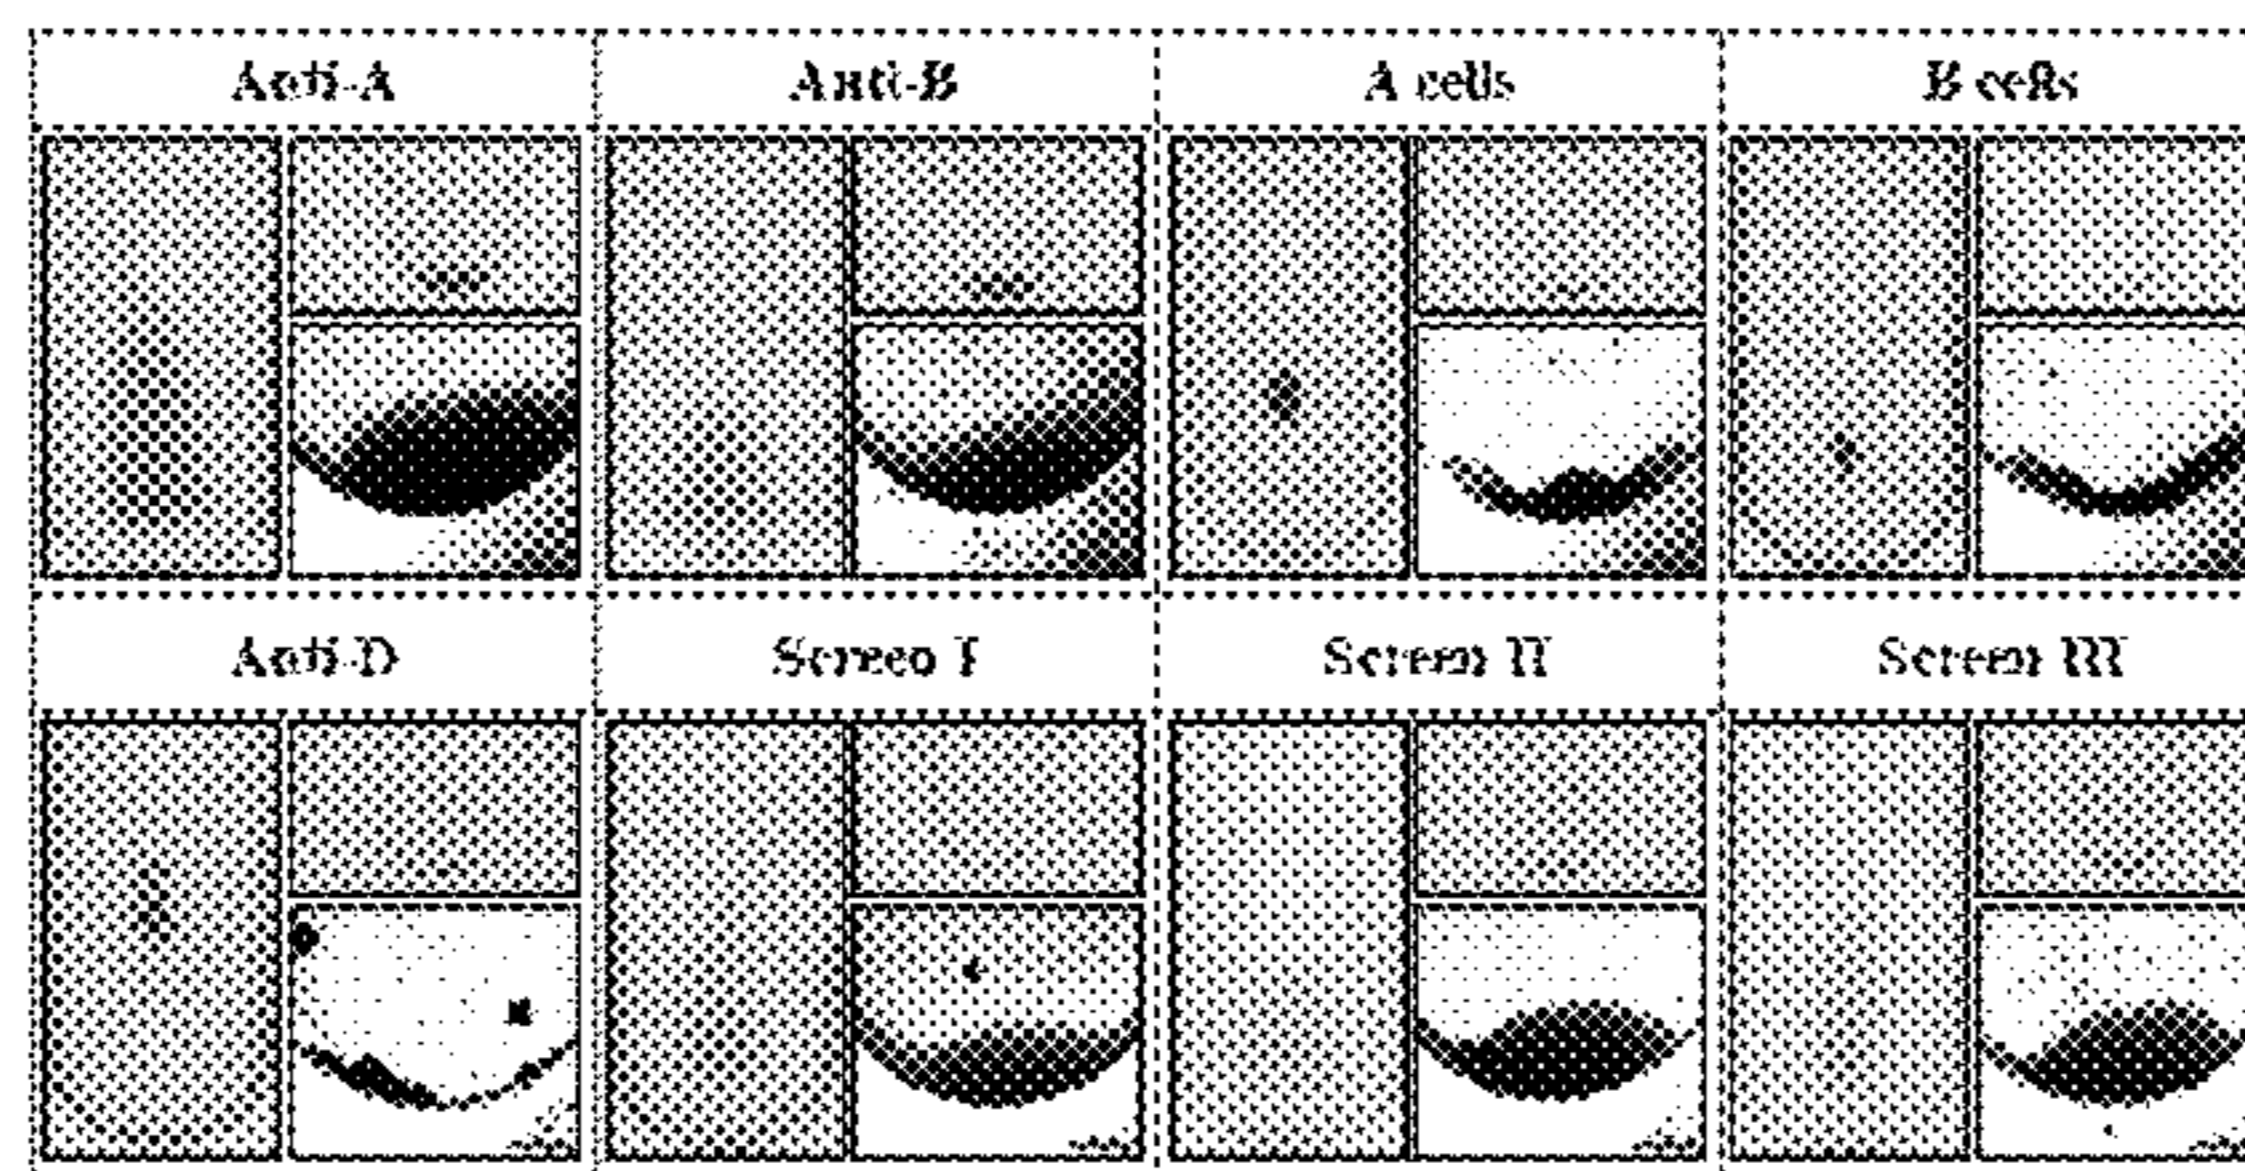 Anti-A Anti-B A cells B cells
Anti-D Screen I Screen II Screen III